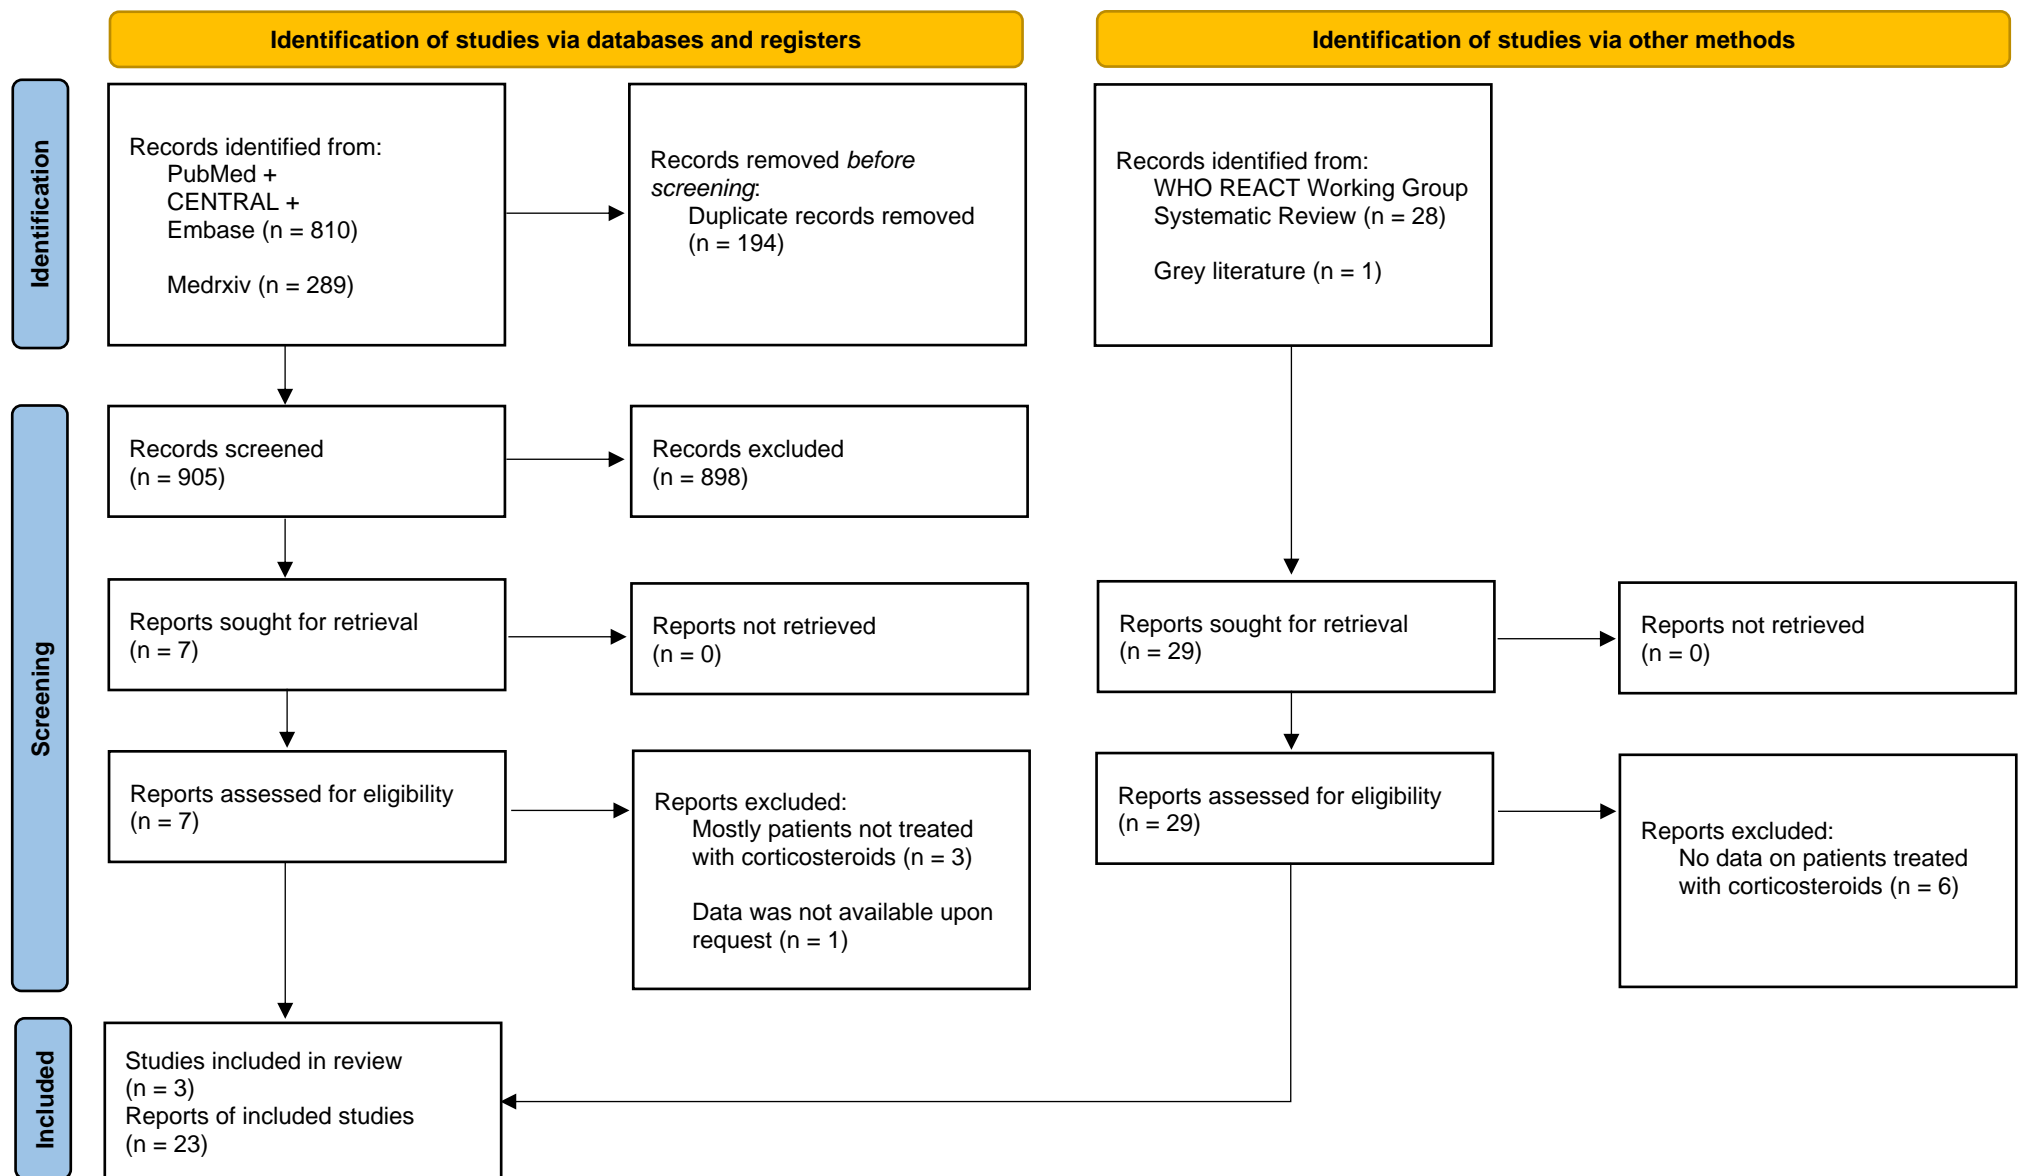 Identification of studies via databases and registers
Identification of studies via other methods
Identification
Records identified from:
PubMed +
CENTRAL +
Embase (n = 810)
Medrxiv (n = 289)
Records removed before
screening:
Duplicate records removed
(n = 194)
Records identified from:
WHO REACT Working Group
Systematic Review (n = 28)
Grey literature (n = 1)
Screening
Records screened
(n = 905)
Records excluded
(n = 898)
Reports sought for retrieval
(n = 7)
Reports not retrieved
(n = 0)
Reports sought for retrieval
(n = 29)
Reports not retrieved
(n = 0)
Reports assessed for eligibility
(n = 7)
Reports excluded:
Mostly patients not treated
with corticosteroids (n = 3)
Data was not available upon
request (n = 1)
Reports assessed for eligibility
(n = 29)
Reports excluded:
No data on patients treated
with corticosteroids (n = 6)
Included
Studies included in review
(n = 3)
Reports of included studies
(n = 23)